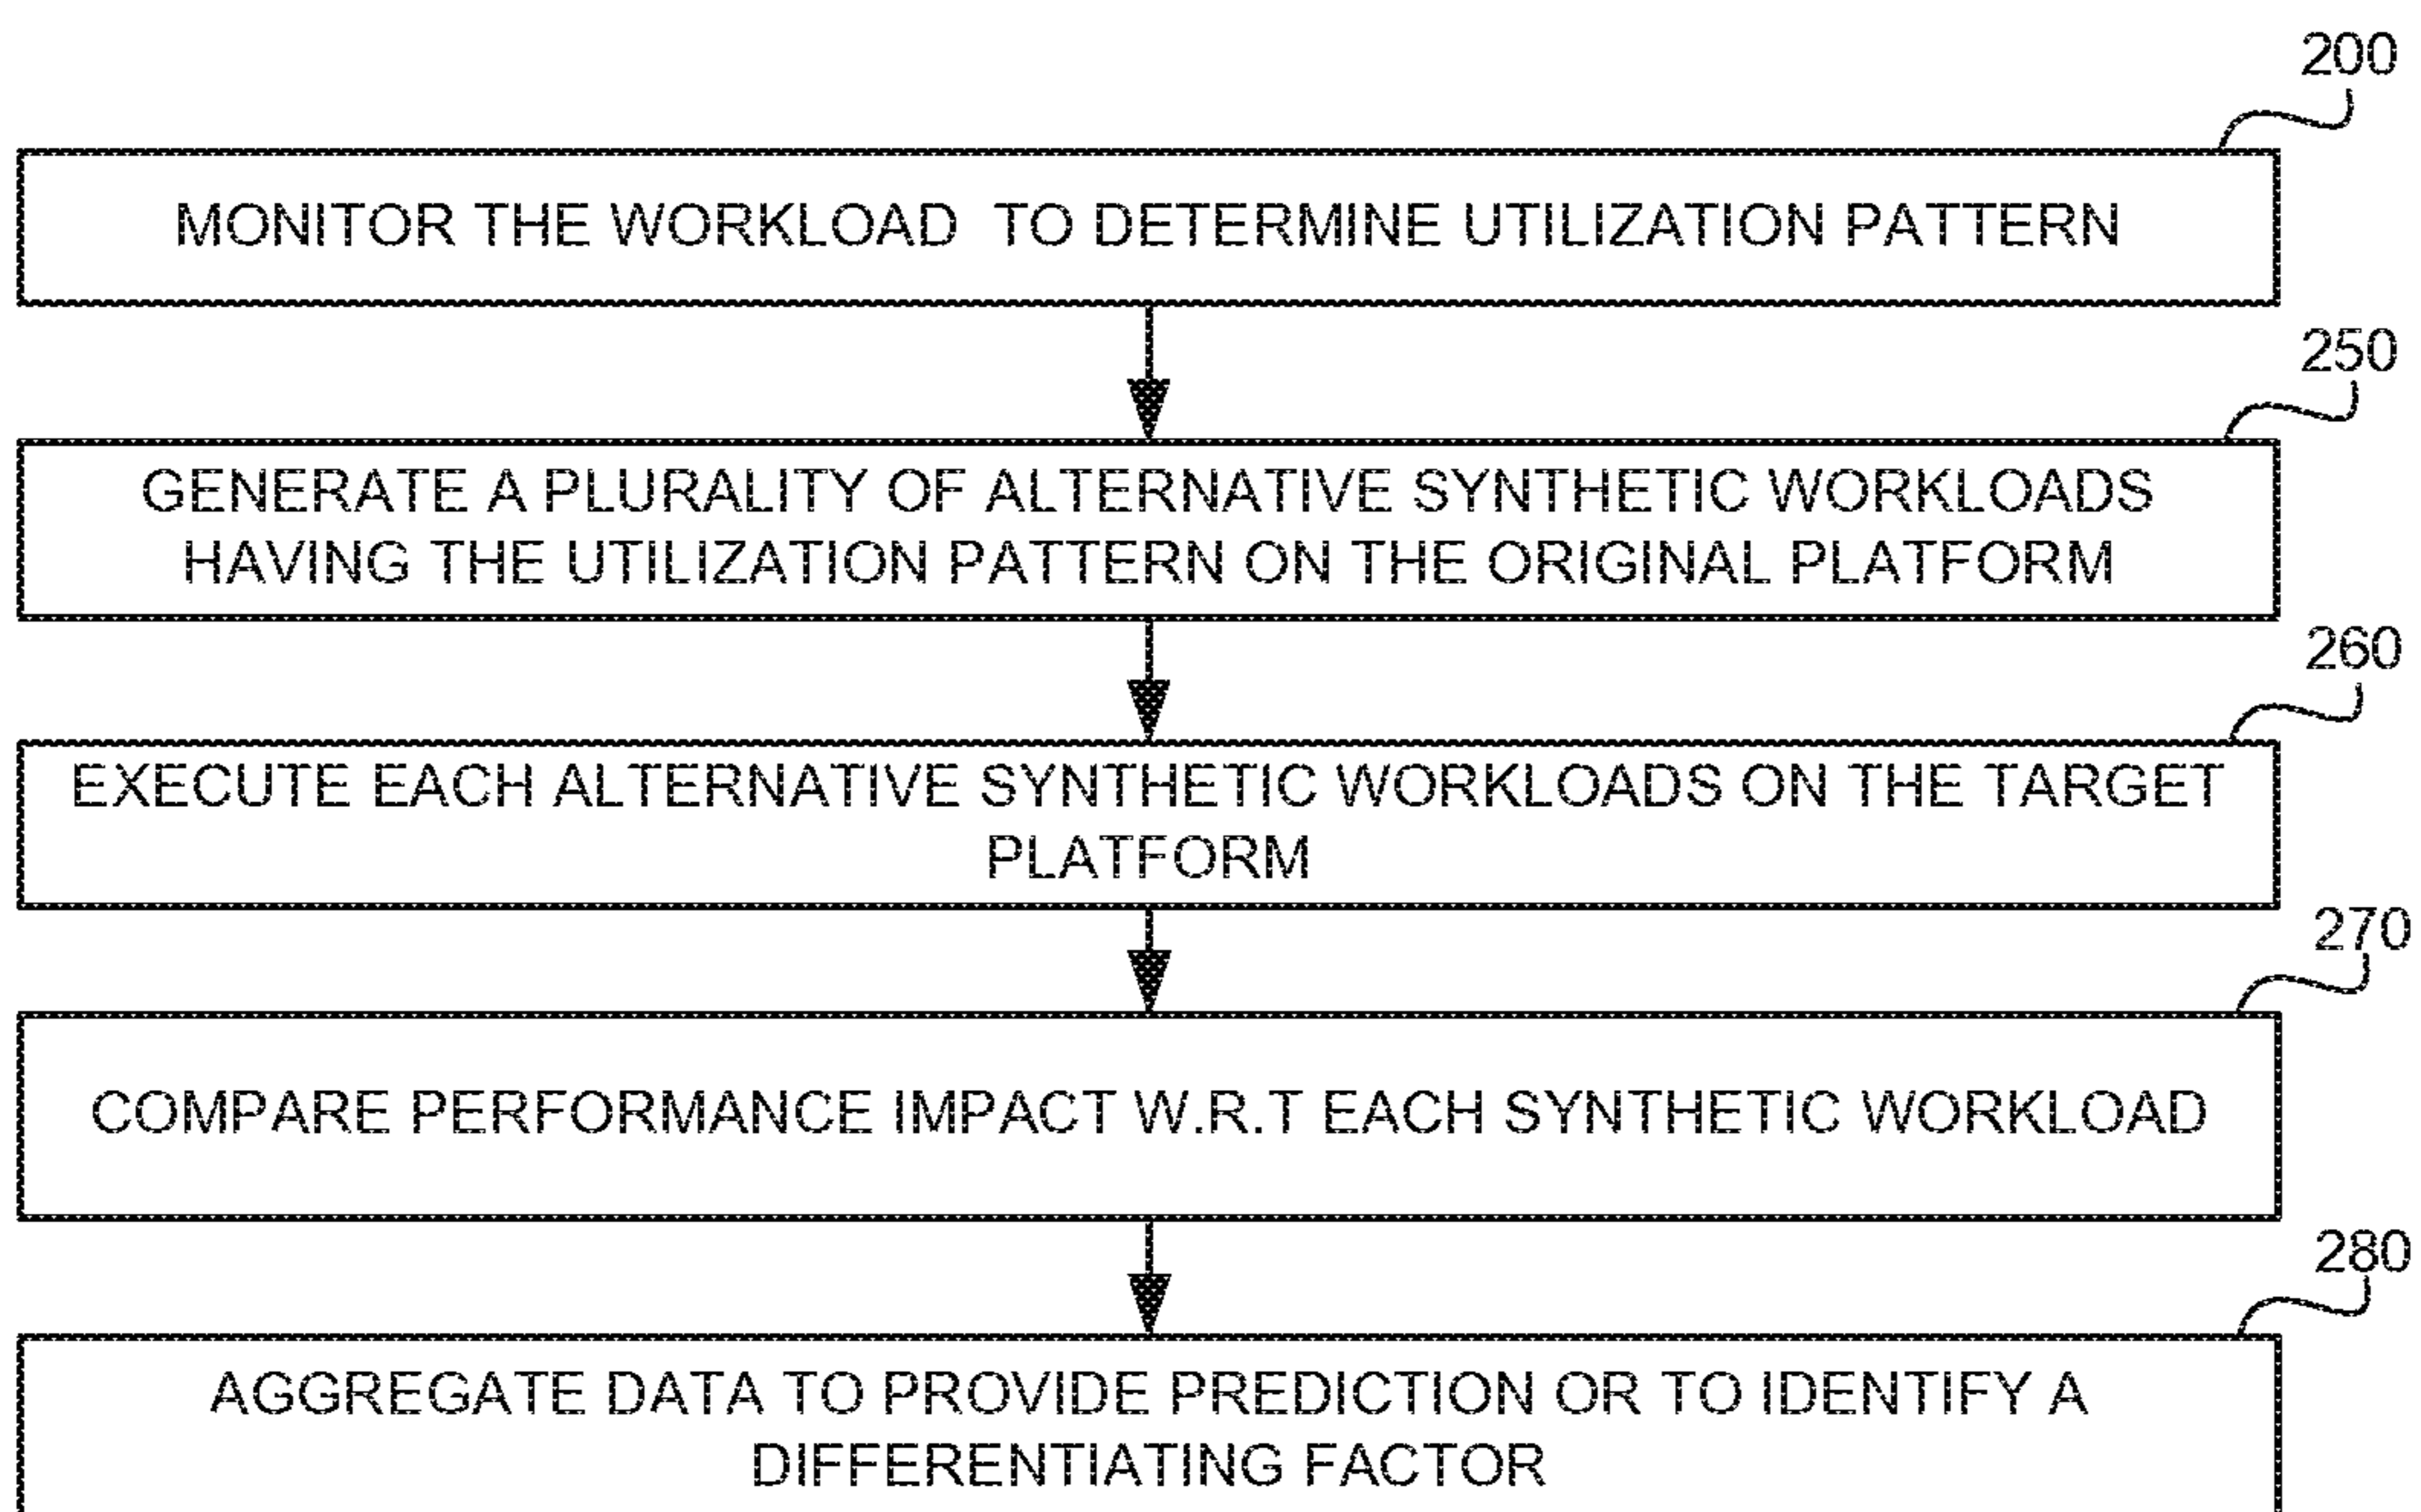 200
MONITOR THE WORKLOAD TO DETERMINE UTILIZATION PATTERN
250
GENERATE A PLURALITY OF ALTERNATIVE SYNTHETIC WORKLOADS
HAVING THE UTILIZATION PATTERN ON THE ORIGINAL PLATFORM
260
EXECUTE EACH ALTERNATIVE SYNTHETIC WORKLOADS ON THE TARGET
PLATFORM
270
COMPARE PERFORMANCE IMPACT W.R.T EACH SYNTHETIC WORKLOAD
280
AGGREGATE DATA TO PROVIDE PREDICTION OR TO IDENTIFY A
DIFFERENTIATING FACTOR